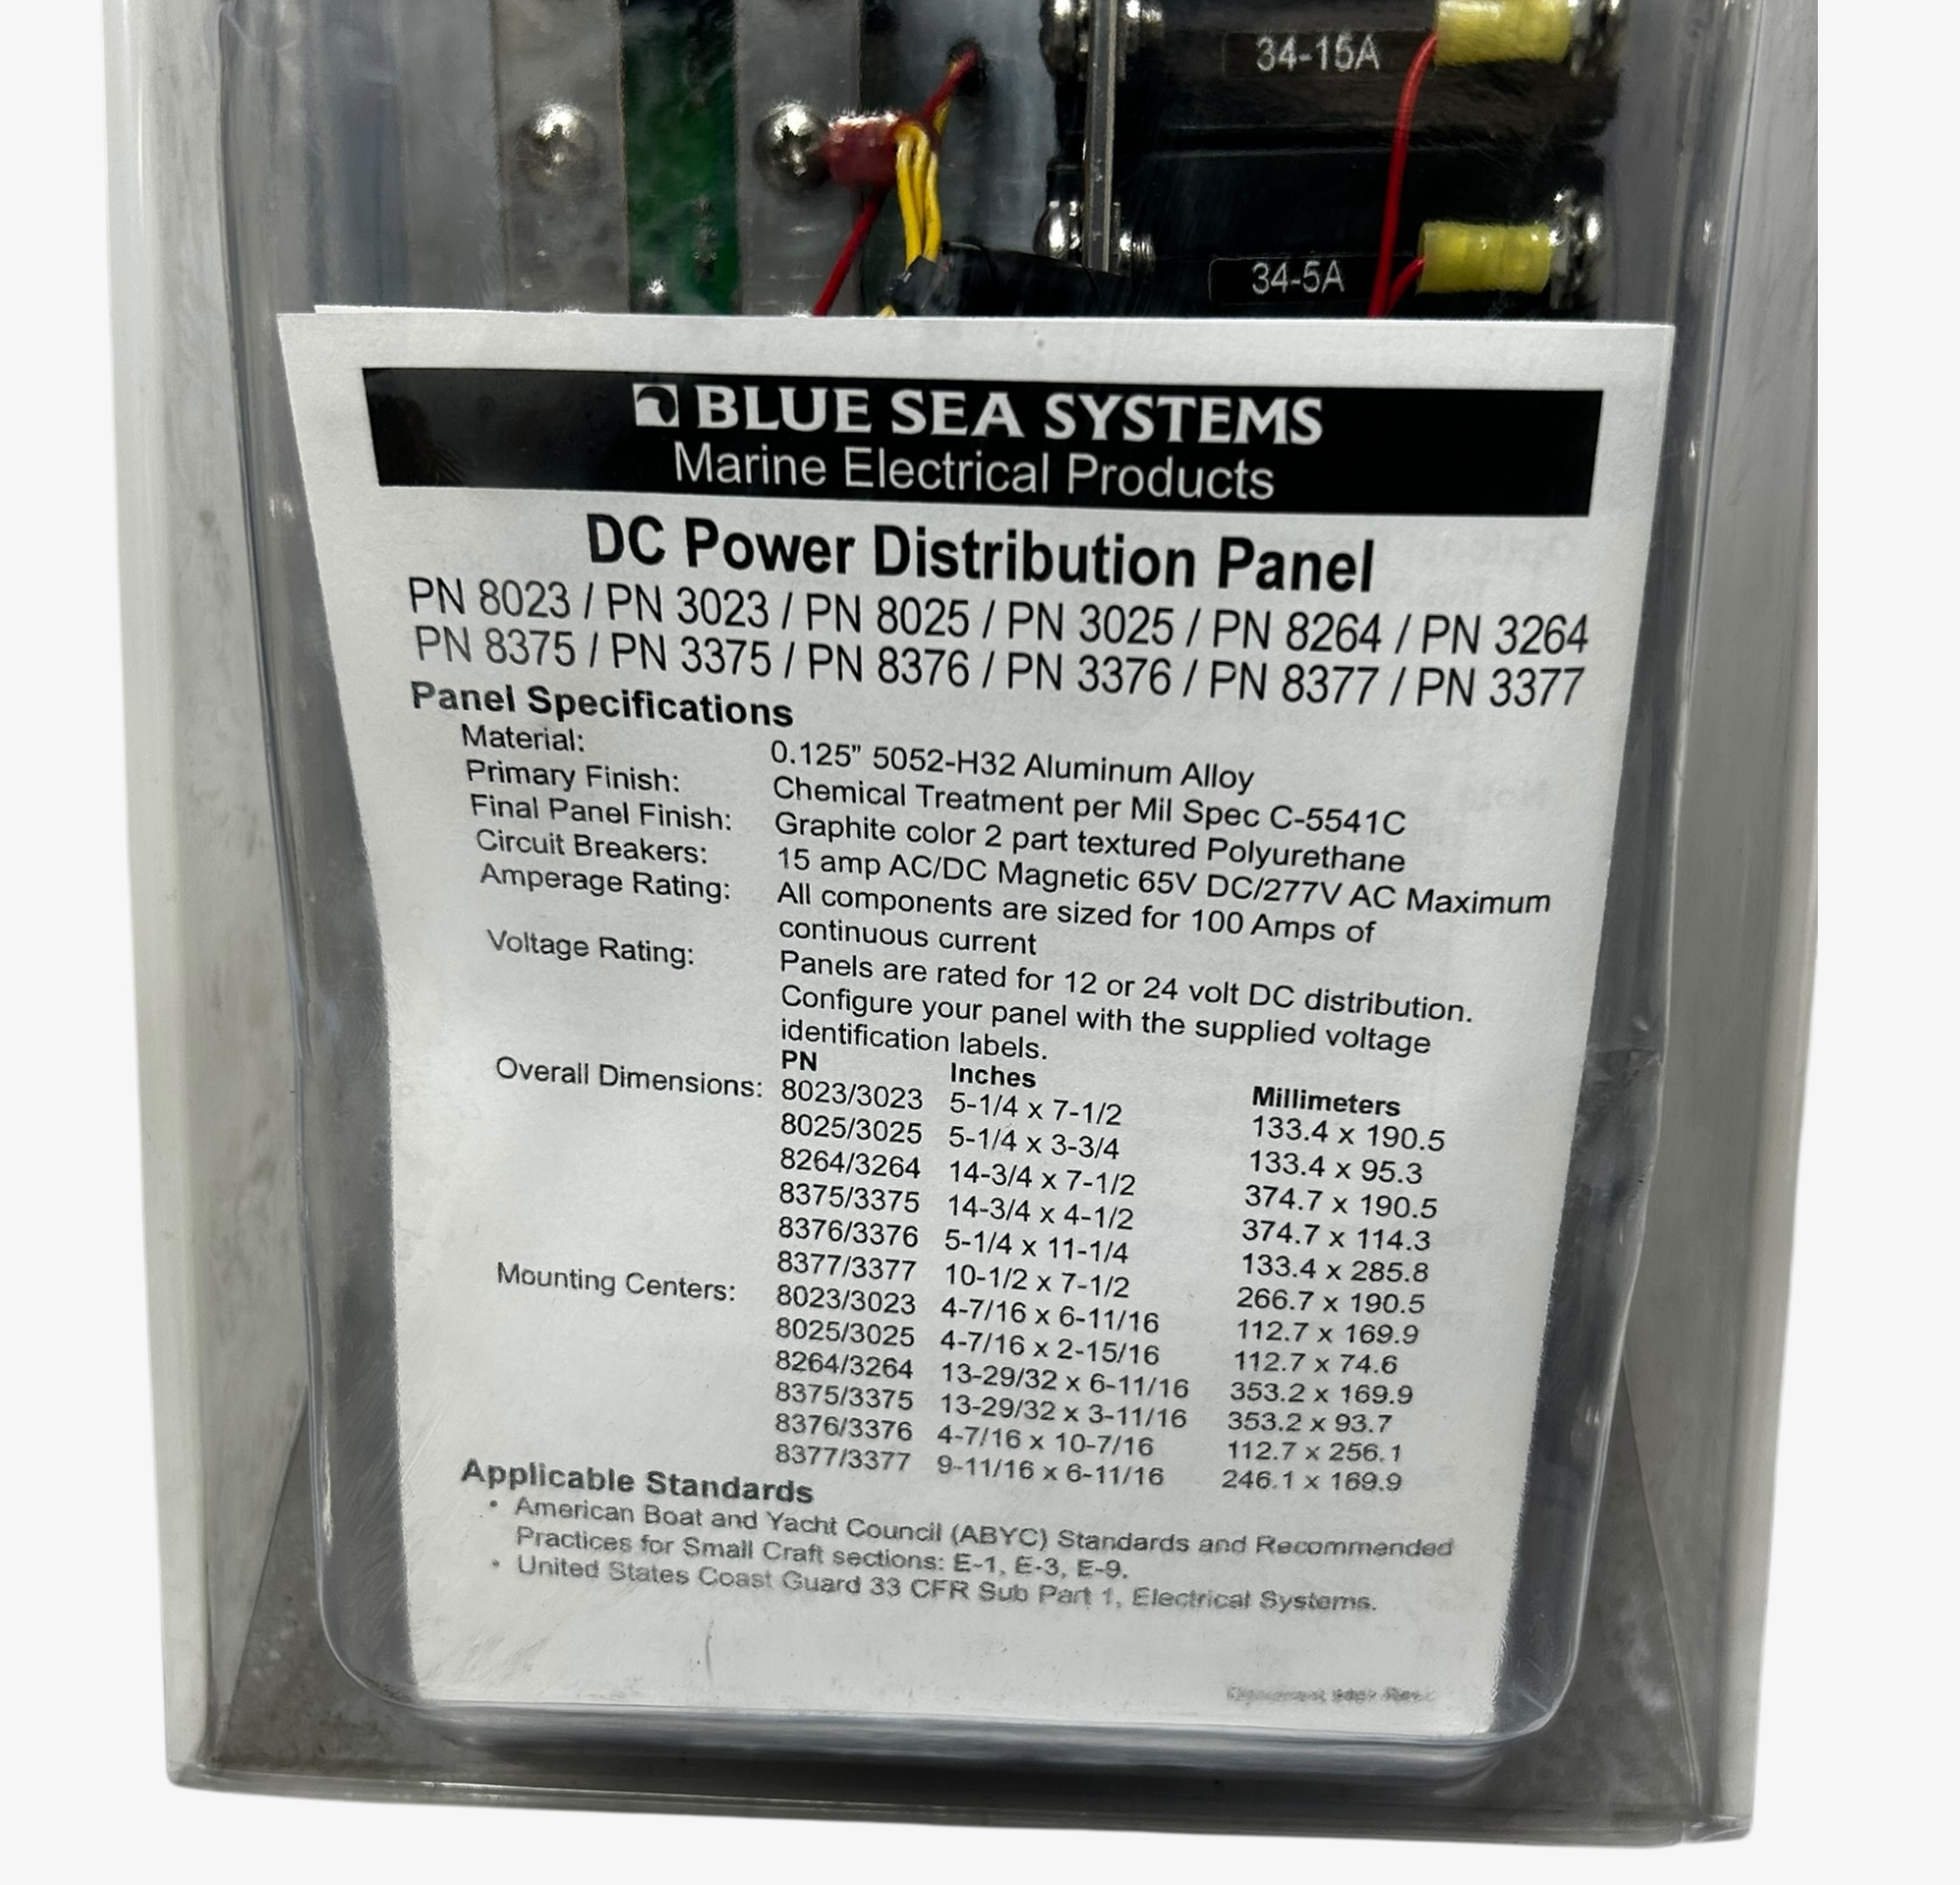 34-15A
34-5A
BLUE SEA SYSTEMS
Marine Electrical Products
DC Power Distribution Panel
PN 8023 / PN 3023 / PN 8025 / PN 3025 / PN 8264 / PN 3264
PN 8375 / PN 3375 / PN 8376 / PN 3376 / PN 8377 / PN 3377
Panel Specifications
Material: 0.125” 5052-H32 Aluminum Alloy
Primary Finish: Chemical Treatment per Mil Spec C-5541C
Final Panel Finish: Graphite color 2 part textured Polyurethane
Circuit Breakers: 15 amp AC/DC Magnetic 65V DC/277V AC Maximum
Amperage Rating: All components are sized for 100 Amps of
continuous current
Voltage Rating: Panels are rated for 12 or 24 volt DC distribution.
Configure your panel with the supplied voltage
identification labels.
PN Inches Millimeters
Overall Dimensions: 8023/3023 5-1/4 x 7-1/2 133.4 x 190.5
8025/3025 5-1/4 x 3-3/4 133.4 x 95.3
8264/3264 14-3/4 x 7-1/2 374.7 x 190.5
8375/3375 14-3/4 x 4-1/2 374.7 x 114.3
8376/3376 5-1/4 x 11-1/4 133.4 x 285.8
8377/3377 10-1/2 x 7-1/2 266.7 x 190.5
Mounting Centers: 8023/3023 4-7/16 x 6-11/16 112.7 x 169.9
8025/3025 4-7/16 x 2-15/16 112.7 x 74.6
8264/3264 13-29/32 x 6-11/16 353.2 x 169.9
8375/3375 13-29/32 x 3-11/16 353.2 x 93.7
8376/3376 4-7/16 x 10-7/16 112.7 x 256.1
8377/3377 9-11/16 x 6-11/16 246.1 x 169.9
Applicable Standards
• American Boat and Yacht Council (ABYC) Standards and Recommended
Practices for Small Craft sections: E-1, E-3, E-9.
• United States Coast Guard 33 CFR Sub Part 1, Electrical Systems.